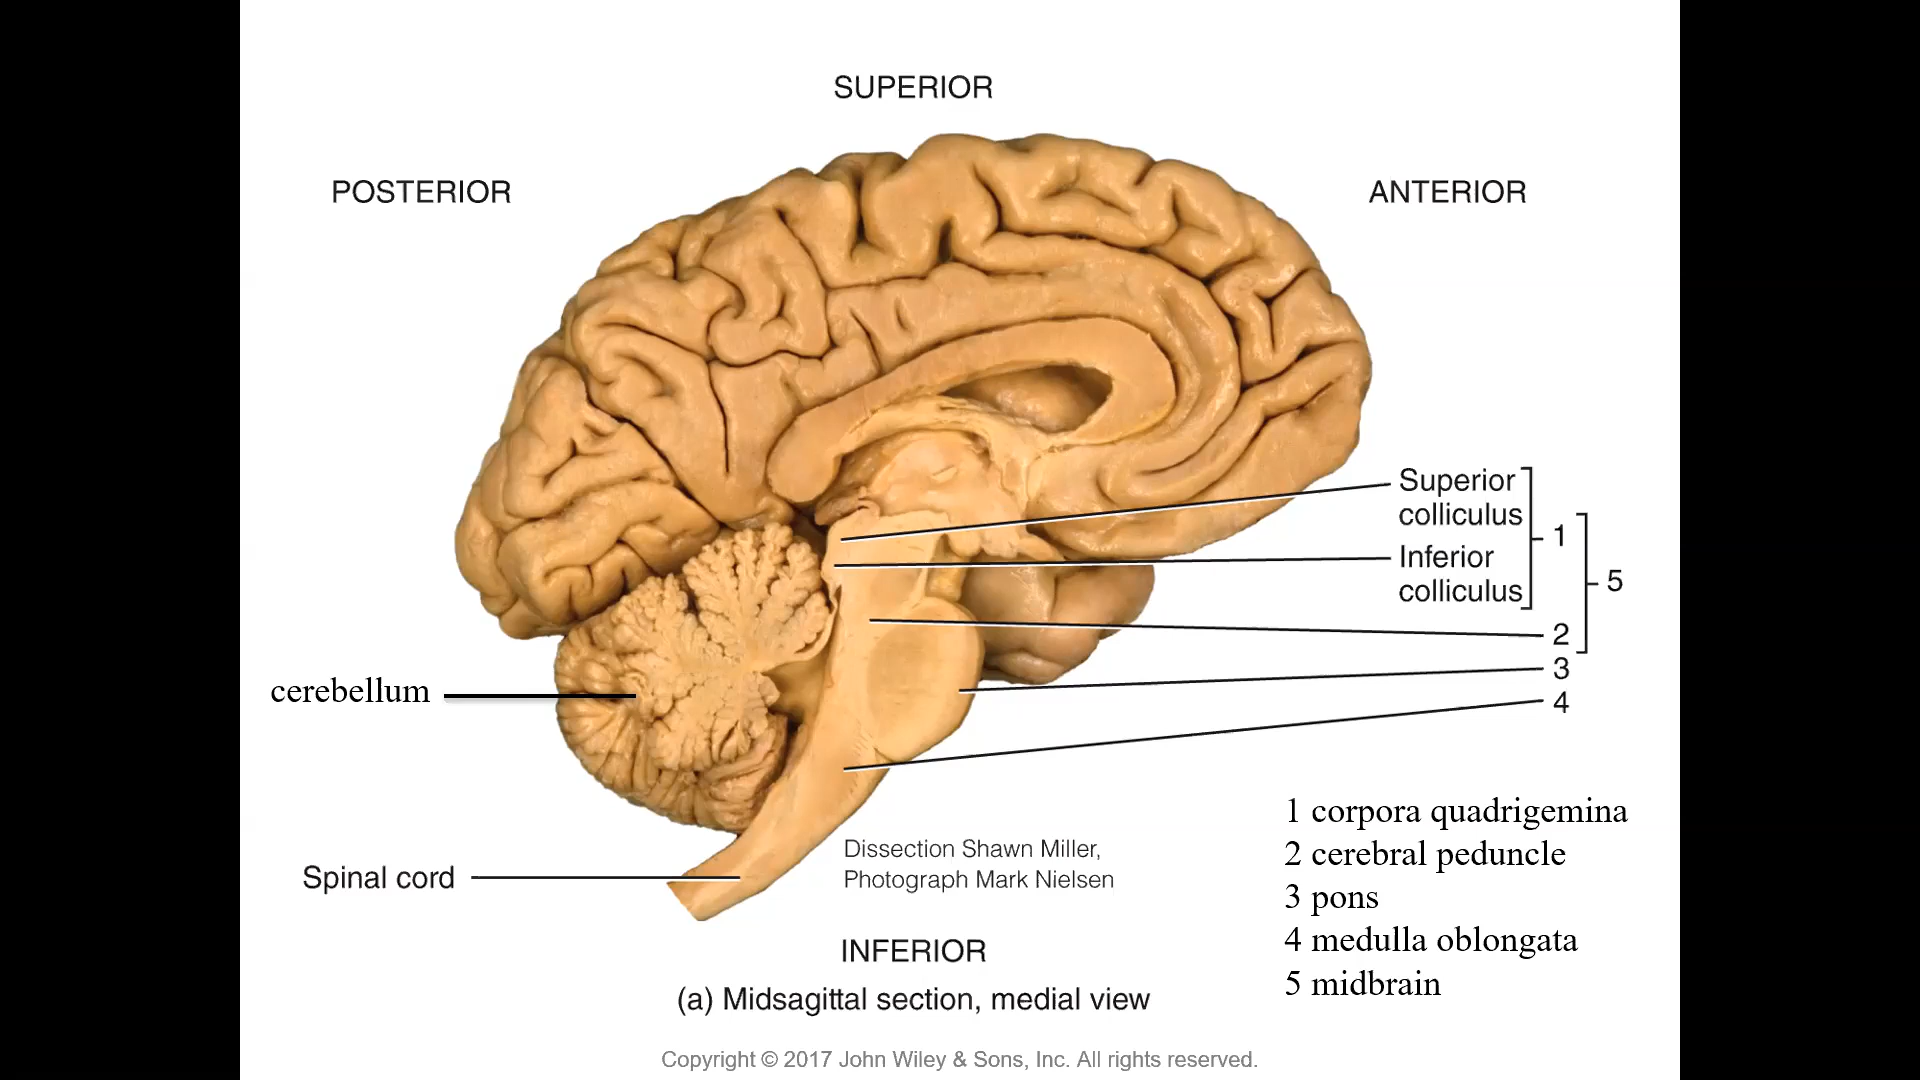 SUPERIOR
POSTERIOR
ANTERIOR
Superior
colliculus
1
Inferior
colliculus
5
2
3
4
cerebellum
Spinal cord
Dissection Shawn Miller,
Photograph Mark Nielsen
1 corpora quadrigemina
2 cerebral peduncle
3 pons
4 medulla oblongata
5 midbrain
INFERIOR
(a) Midsagittal section, medial view
Copyright © 2017 John Wiley & Sons, Inc. All rights reserved.